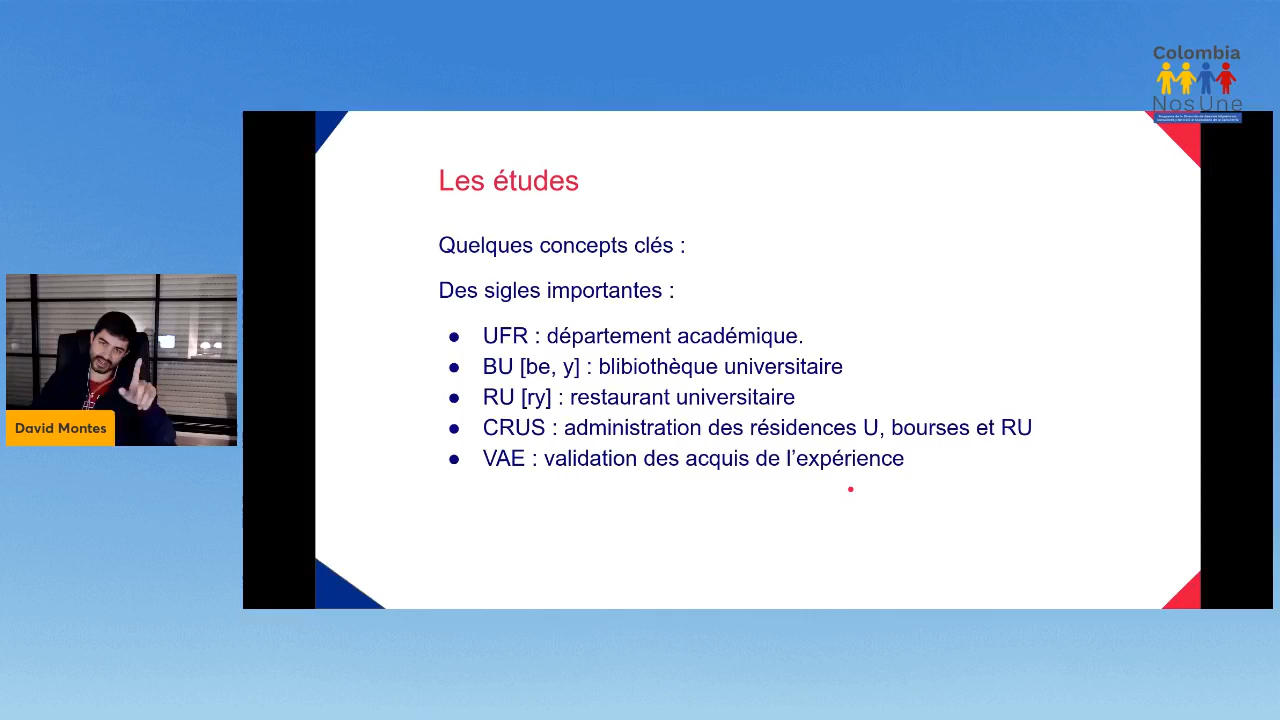 Colombia
NosUne
Les études
Quelques concepts clés :
Des sigles importantes :
● UFR : département académique.
● BU [be, y] : blibiothèque universitaire
● RU [ry] : restaurant universitaire
● CRUS : administration des résidences U, bourses et RU
● VAE : validation des acquis de l’expérience
David Montes